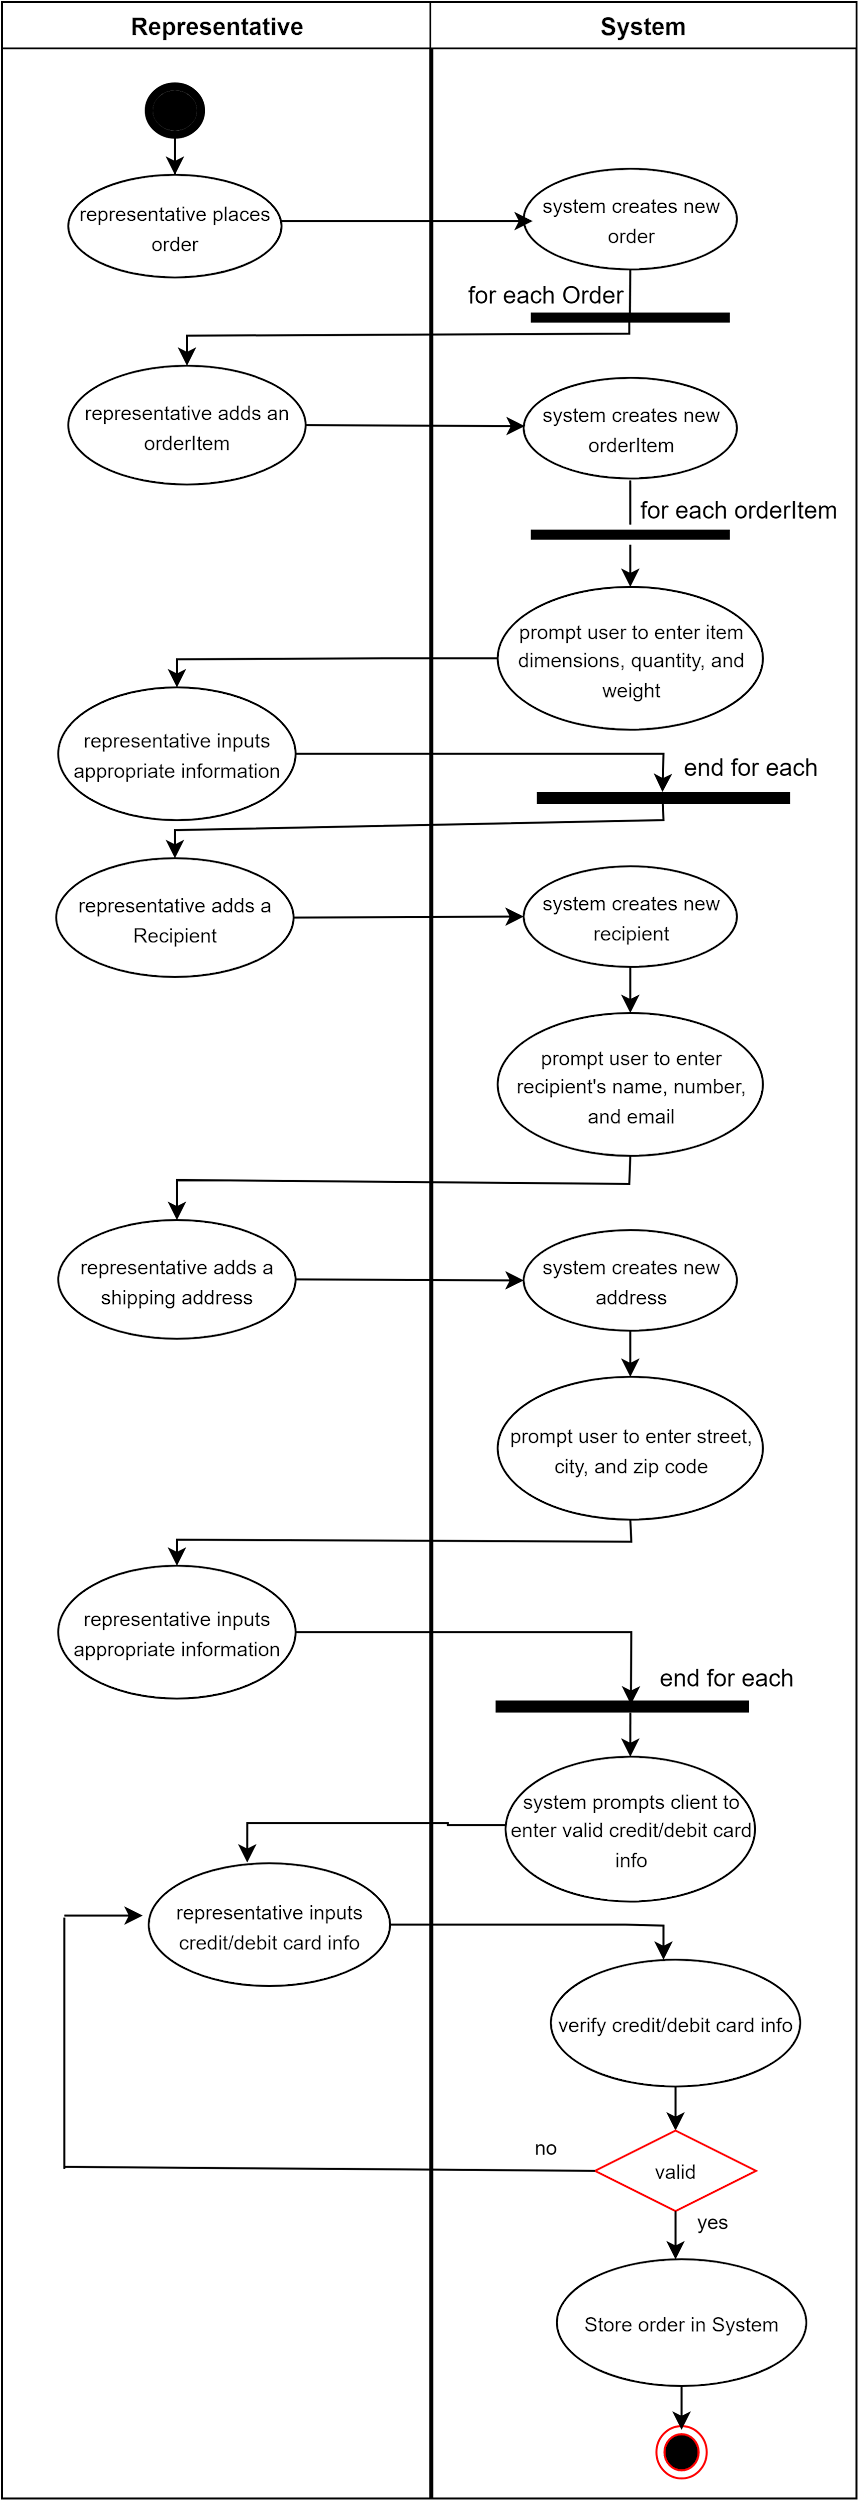 Representative
System
representative places
order
system creates new
order
for each Order
representative adds an
orderItem
system creates new
orderItem
for each orderItem
prompt user to enter item
dimensions, quantity, and
weight
representative inputs
appropriate information
end for each
representative adds a
Recipient
system creates new
recipient
prompt user to enter
recipient's name, number,
and email
representative adds a
shipping address
system creates new
address
prompt user to enter street,
city, and zip code
representative inputs
appropriate information
end for each
system prompts client to
enter valid credit/debit card
info
representative inputs
credit/debit card info
verify credit/debit card info
no
valid
yes
Store order in System